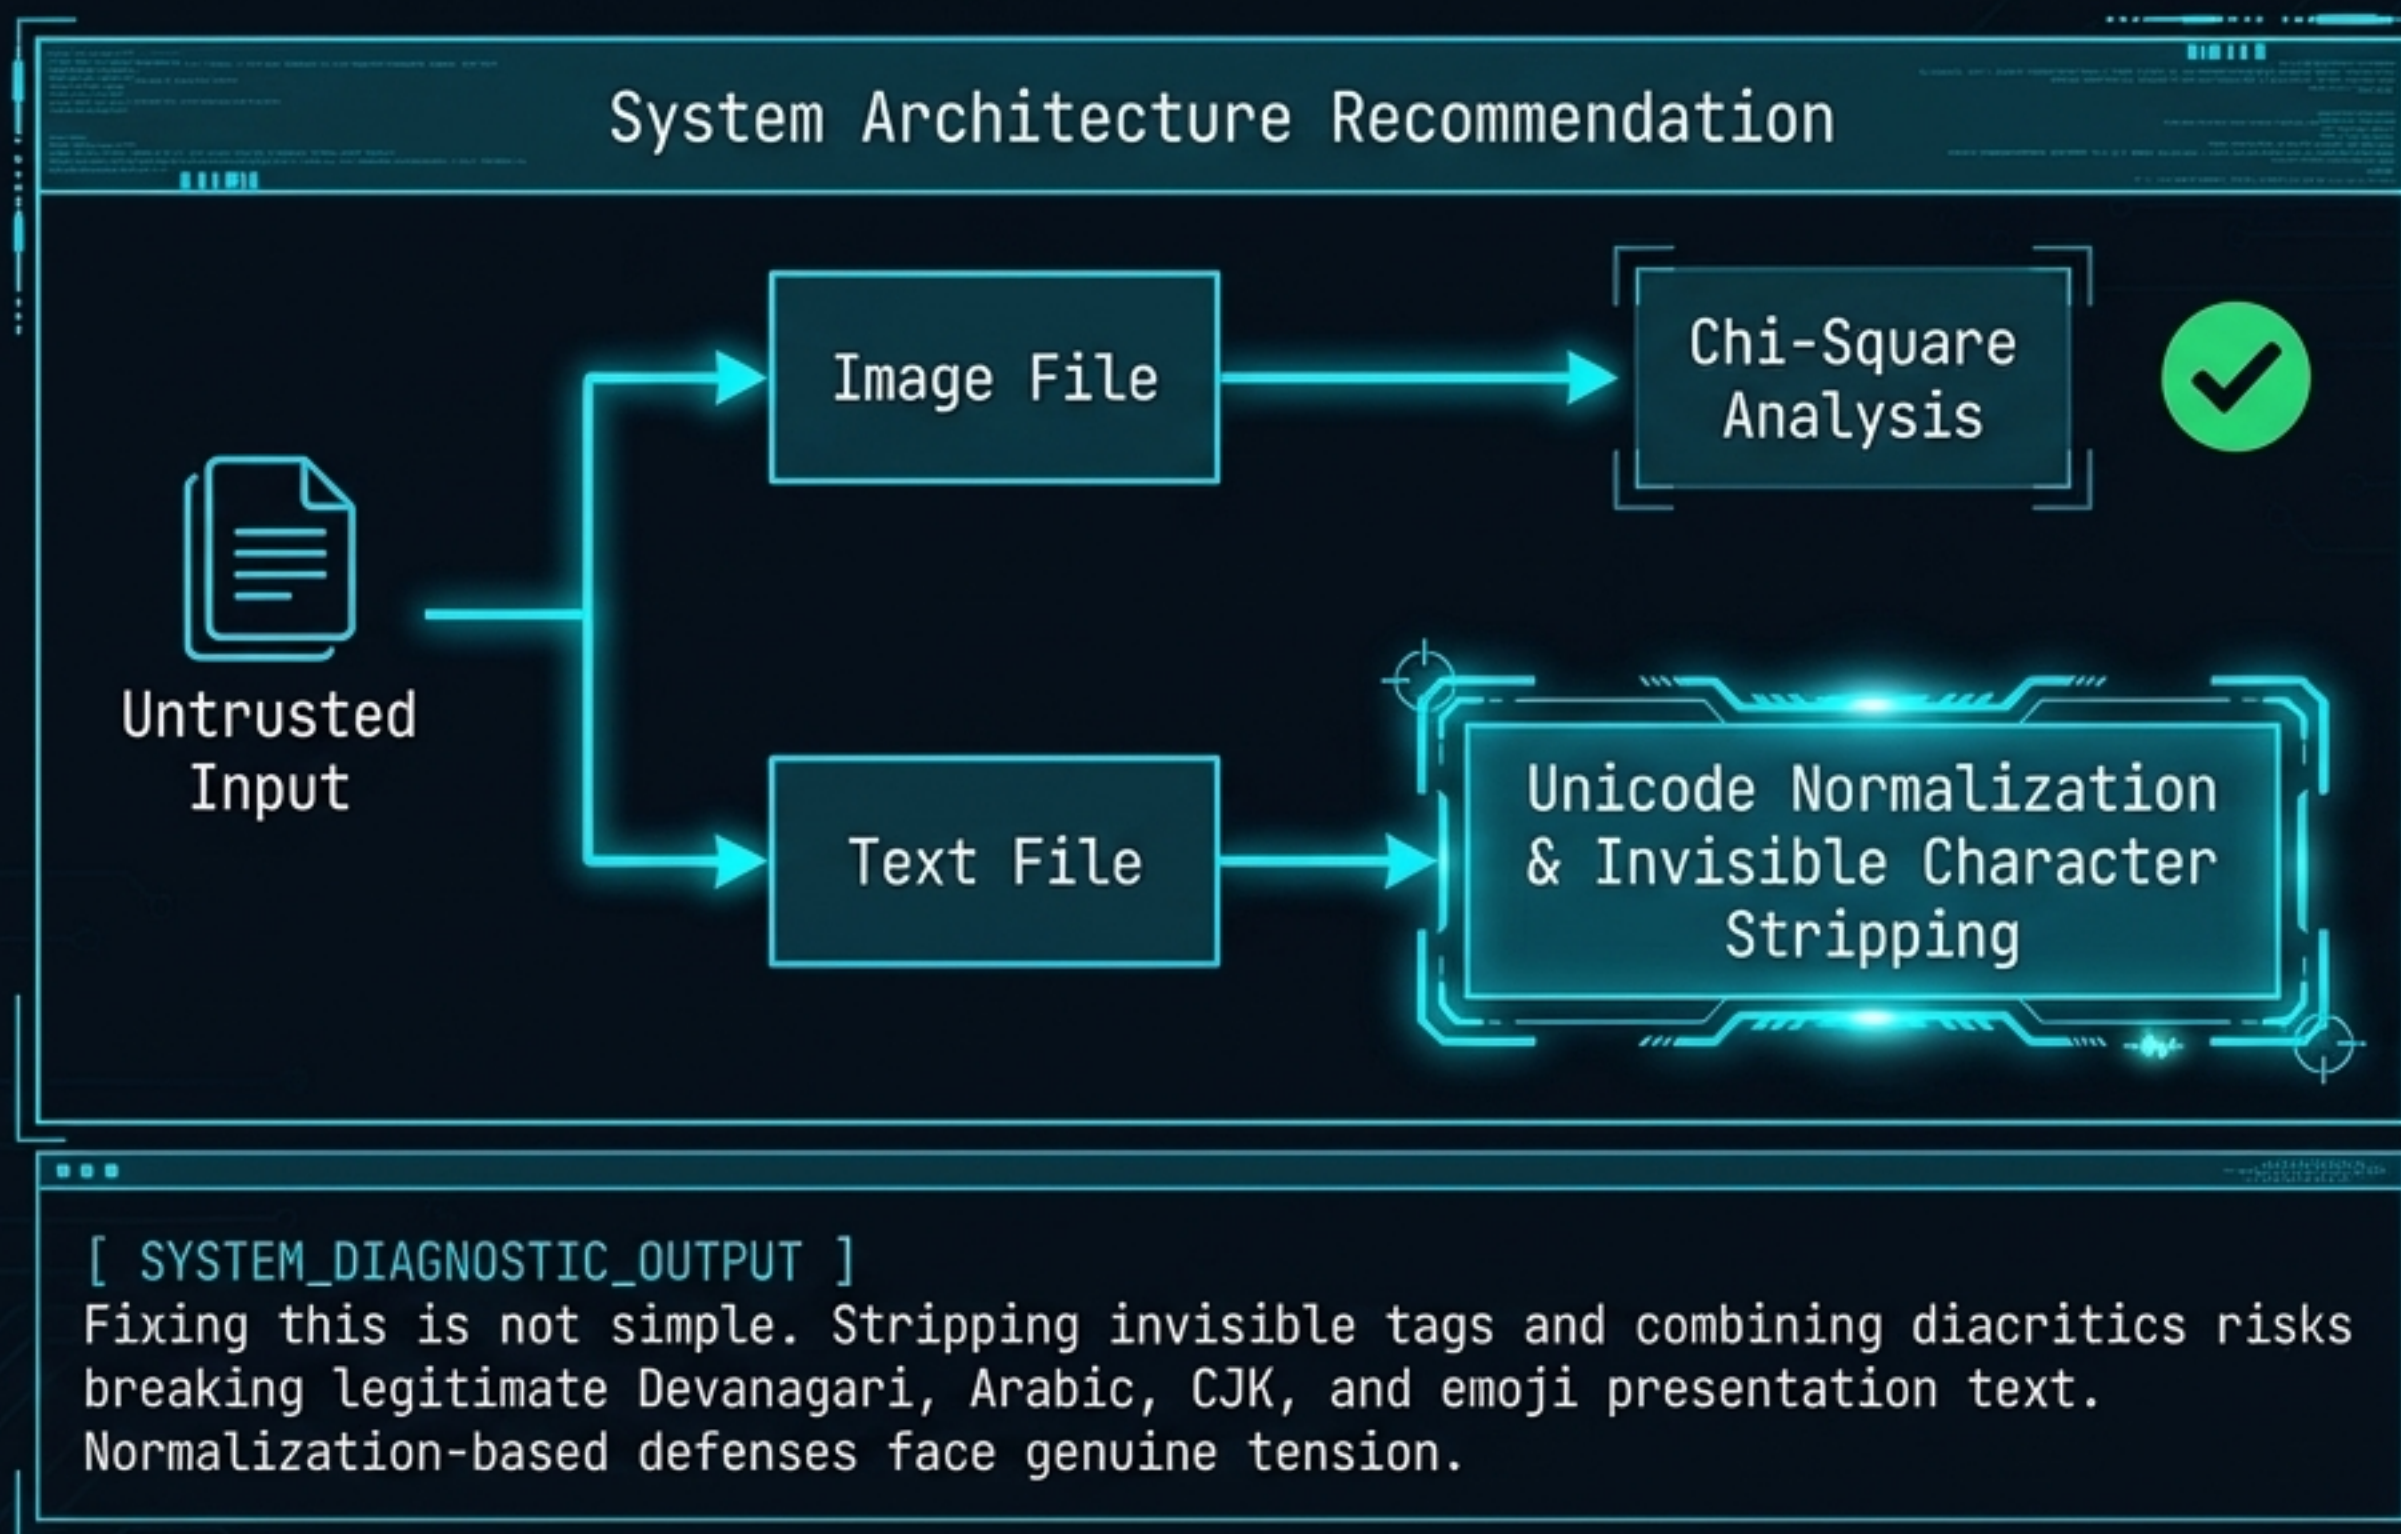 System Architecture Recommendation
Image File
Chi-Square
Analysis
Untrusted
Input
Text File
Unicode Normalization
& Invisible Character
Stripping
[ SYSTEM_DIAGNOSTIC_OUTPUT ]
Fixing this is not simple. Stripping invisible tags and combining diacritics risks
breaking legitimate Devanagari, Arabic, CJK, and emoji presentation text.
Normalization-based defenses face genuine tension.